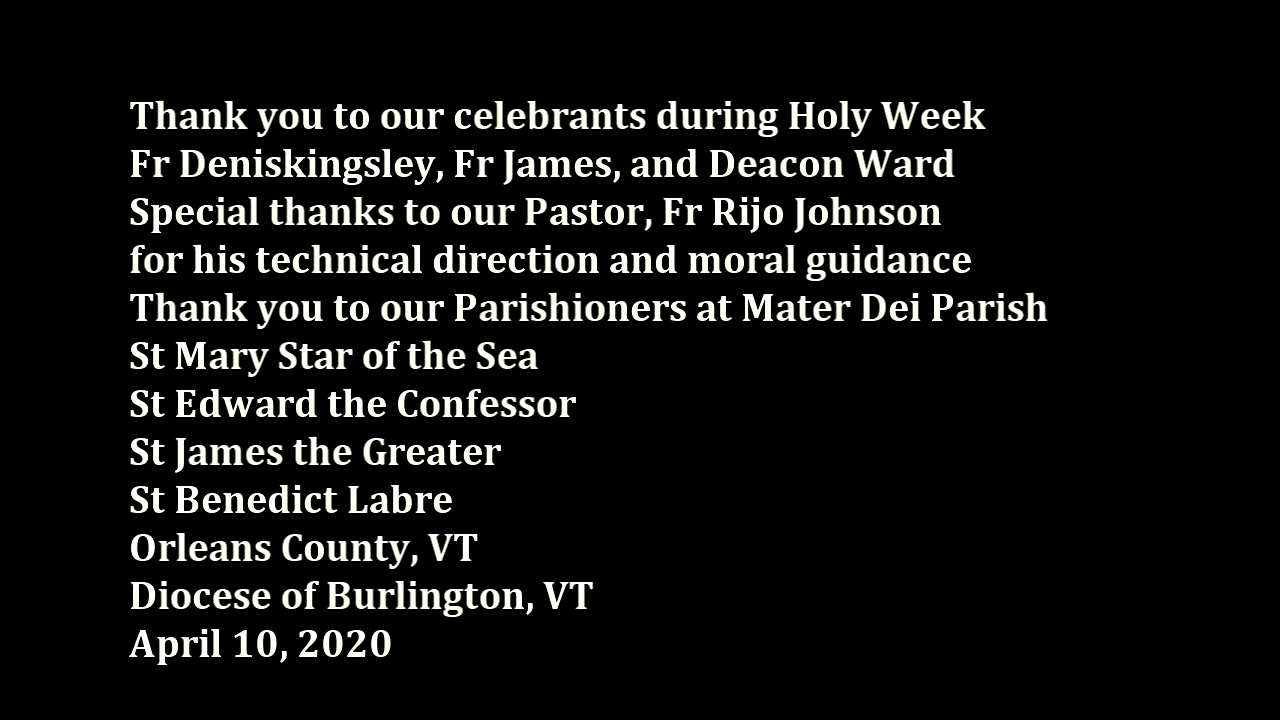 Thank you to our celebrants during Holy Week
Fr Deniskingsley, Fr James, and Deacon Ward
Special thanks to our Pastor, Fr Rijo Johnson
for his technical direction and moral guidance
Thank you to our Parishioners at Mater Dei Parish
St Mary Star of the Sea
St Edward the Confessor
St James the Greater
St Benedict Labre
Orleans County, VT
Diocese of Burlington, VT
April 10, 2020